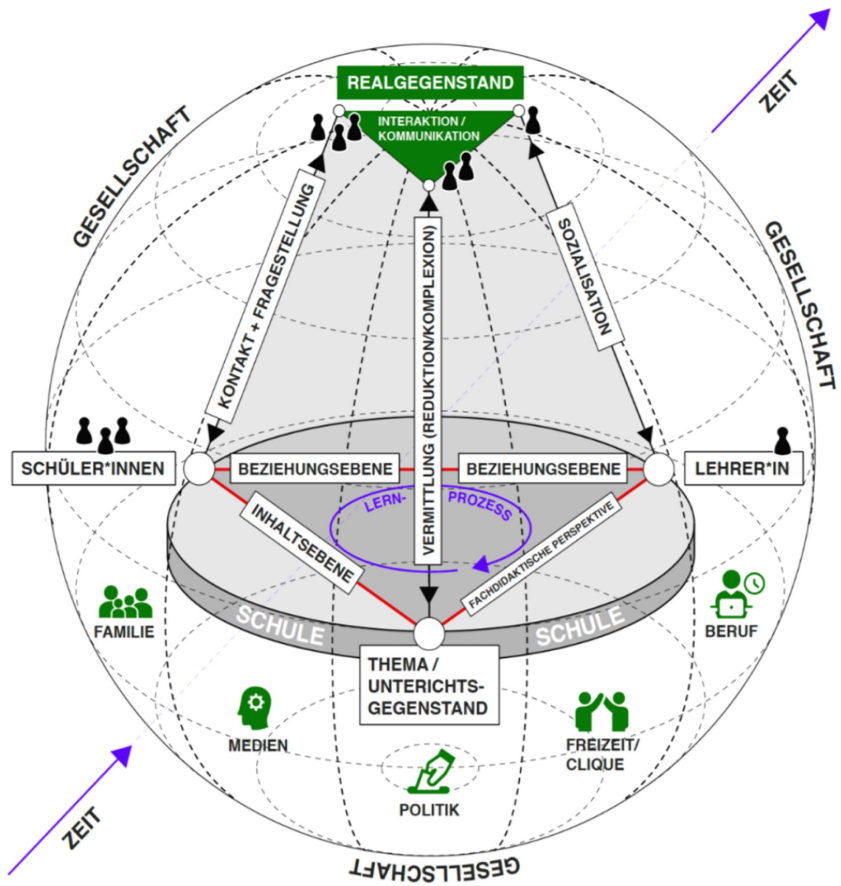 ZEIT
REALGEGENSTAND
GESELLSCHAFT
INTERAKTION /
KOMMUNIKATION
KONTAKT + FRAGESTELLUNG
VERMITTLUNG (REDUKTION/KOMPLEXION)
SOZIALISATION
GESELLSCHAFT
SCHÜLER*INNEN
BEZIEHUNGSEBENE
BEZIEHUNGSEBENE
LEHRER*IN
LERN-
PROZESS
INHALTSEBENE
FACHDIDAKTISCHE PERSPEKTIVE
FAMILIE
SCHULE
SCHULE
BERUF
THEMA /
UNTERICHTS-
GEGENSTAND
MEDIEN
FREIZEIT/
CLIQUE
POLITIK
ZEIT
GESELLSCHAFT